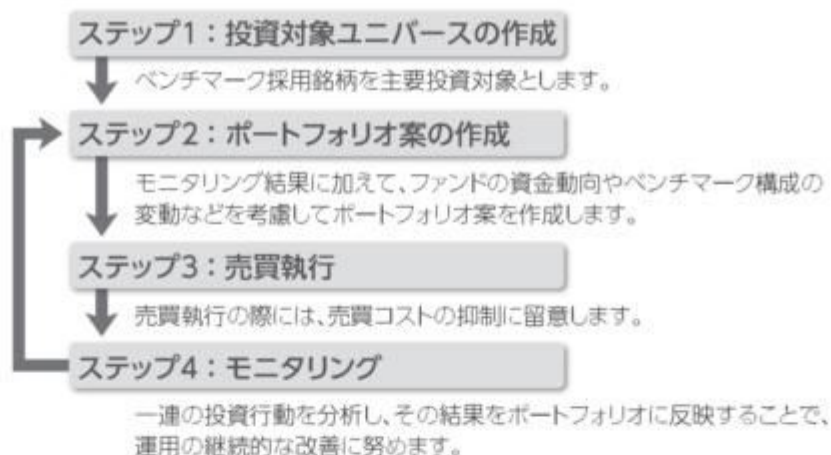 ステップ1：投資対象ユニバースの作成
ベンチマーク採用銘柄を主要投資対象とします。
ステップ2：ポートフォリオ案の作成
モニタリング結果に加えて、ファンドの資金動向やベンチマーク構成の
変動などを考慮してポートフォリオ案を作成します。
ステップ3：売買執行
売買執行の際には、売買コストの抑制に留意します。
ステップ4：モニタリング
一連の投資行動を分析し、その結果をポートフォリオに反映することで、
運用の継続的な改善に努めます。